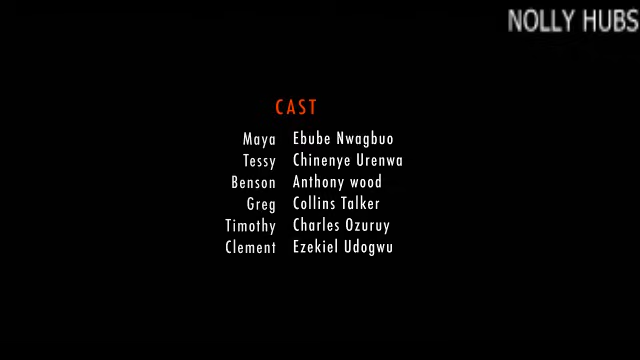 NOLLY HUBS
CAST
Maya Ebube Nwagbuo
Tessy Chinenye Urenwa
Benson Anthony wood
Greg Collins Talker
Timothy Charles Ozuruy
Clement Ezekiel Udogwu